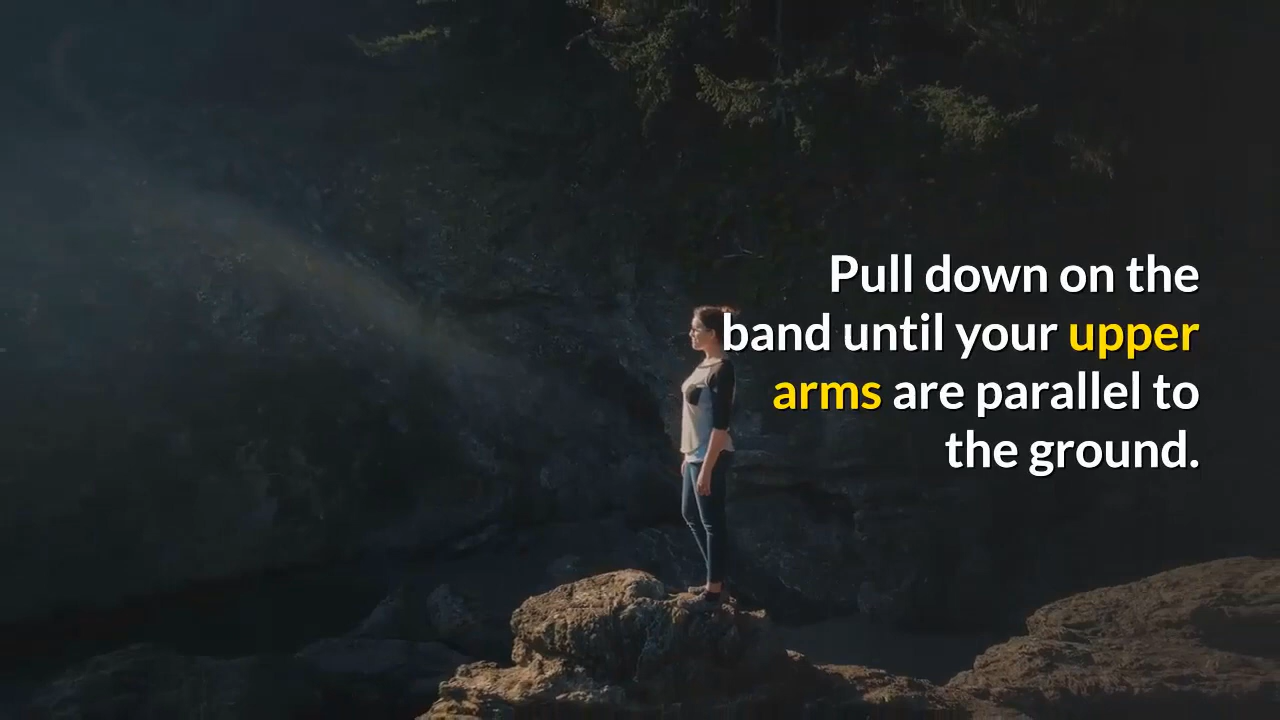 Pull down on the
band until your upper
arms are parallel to
the ground.